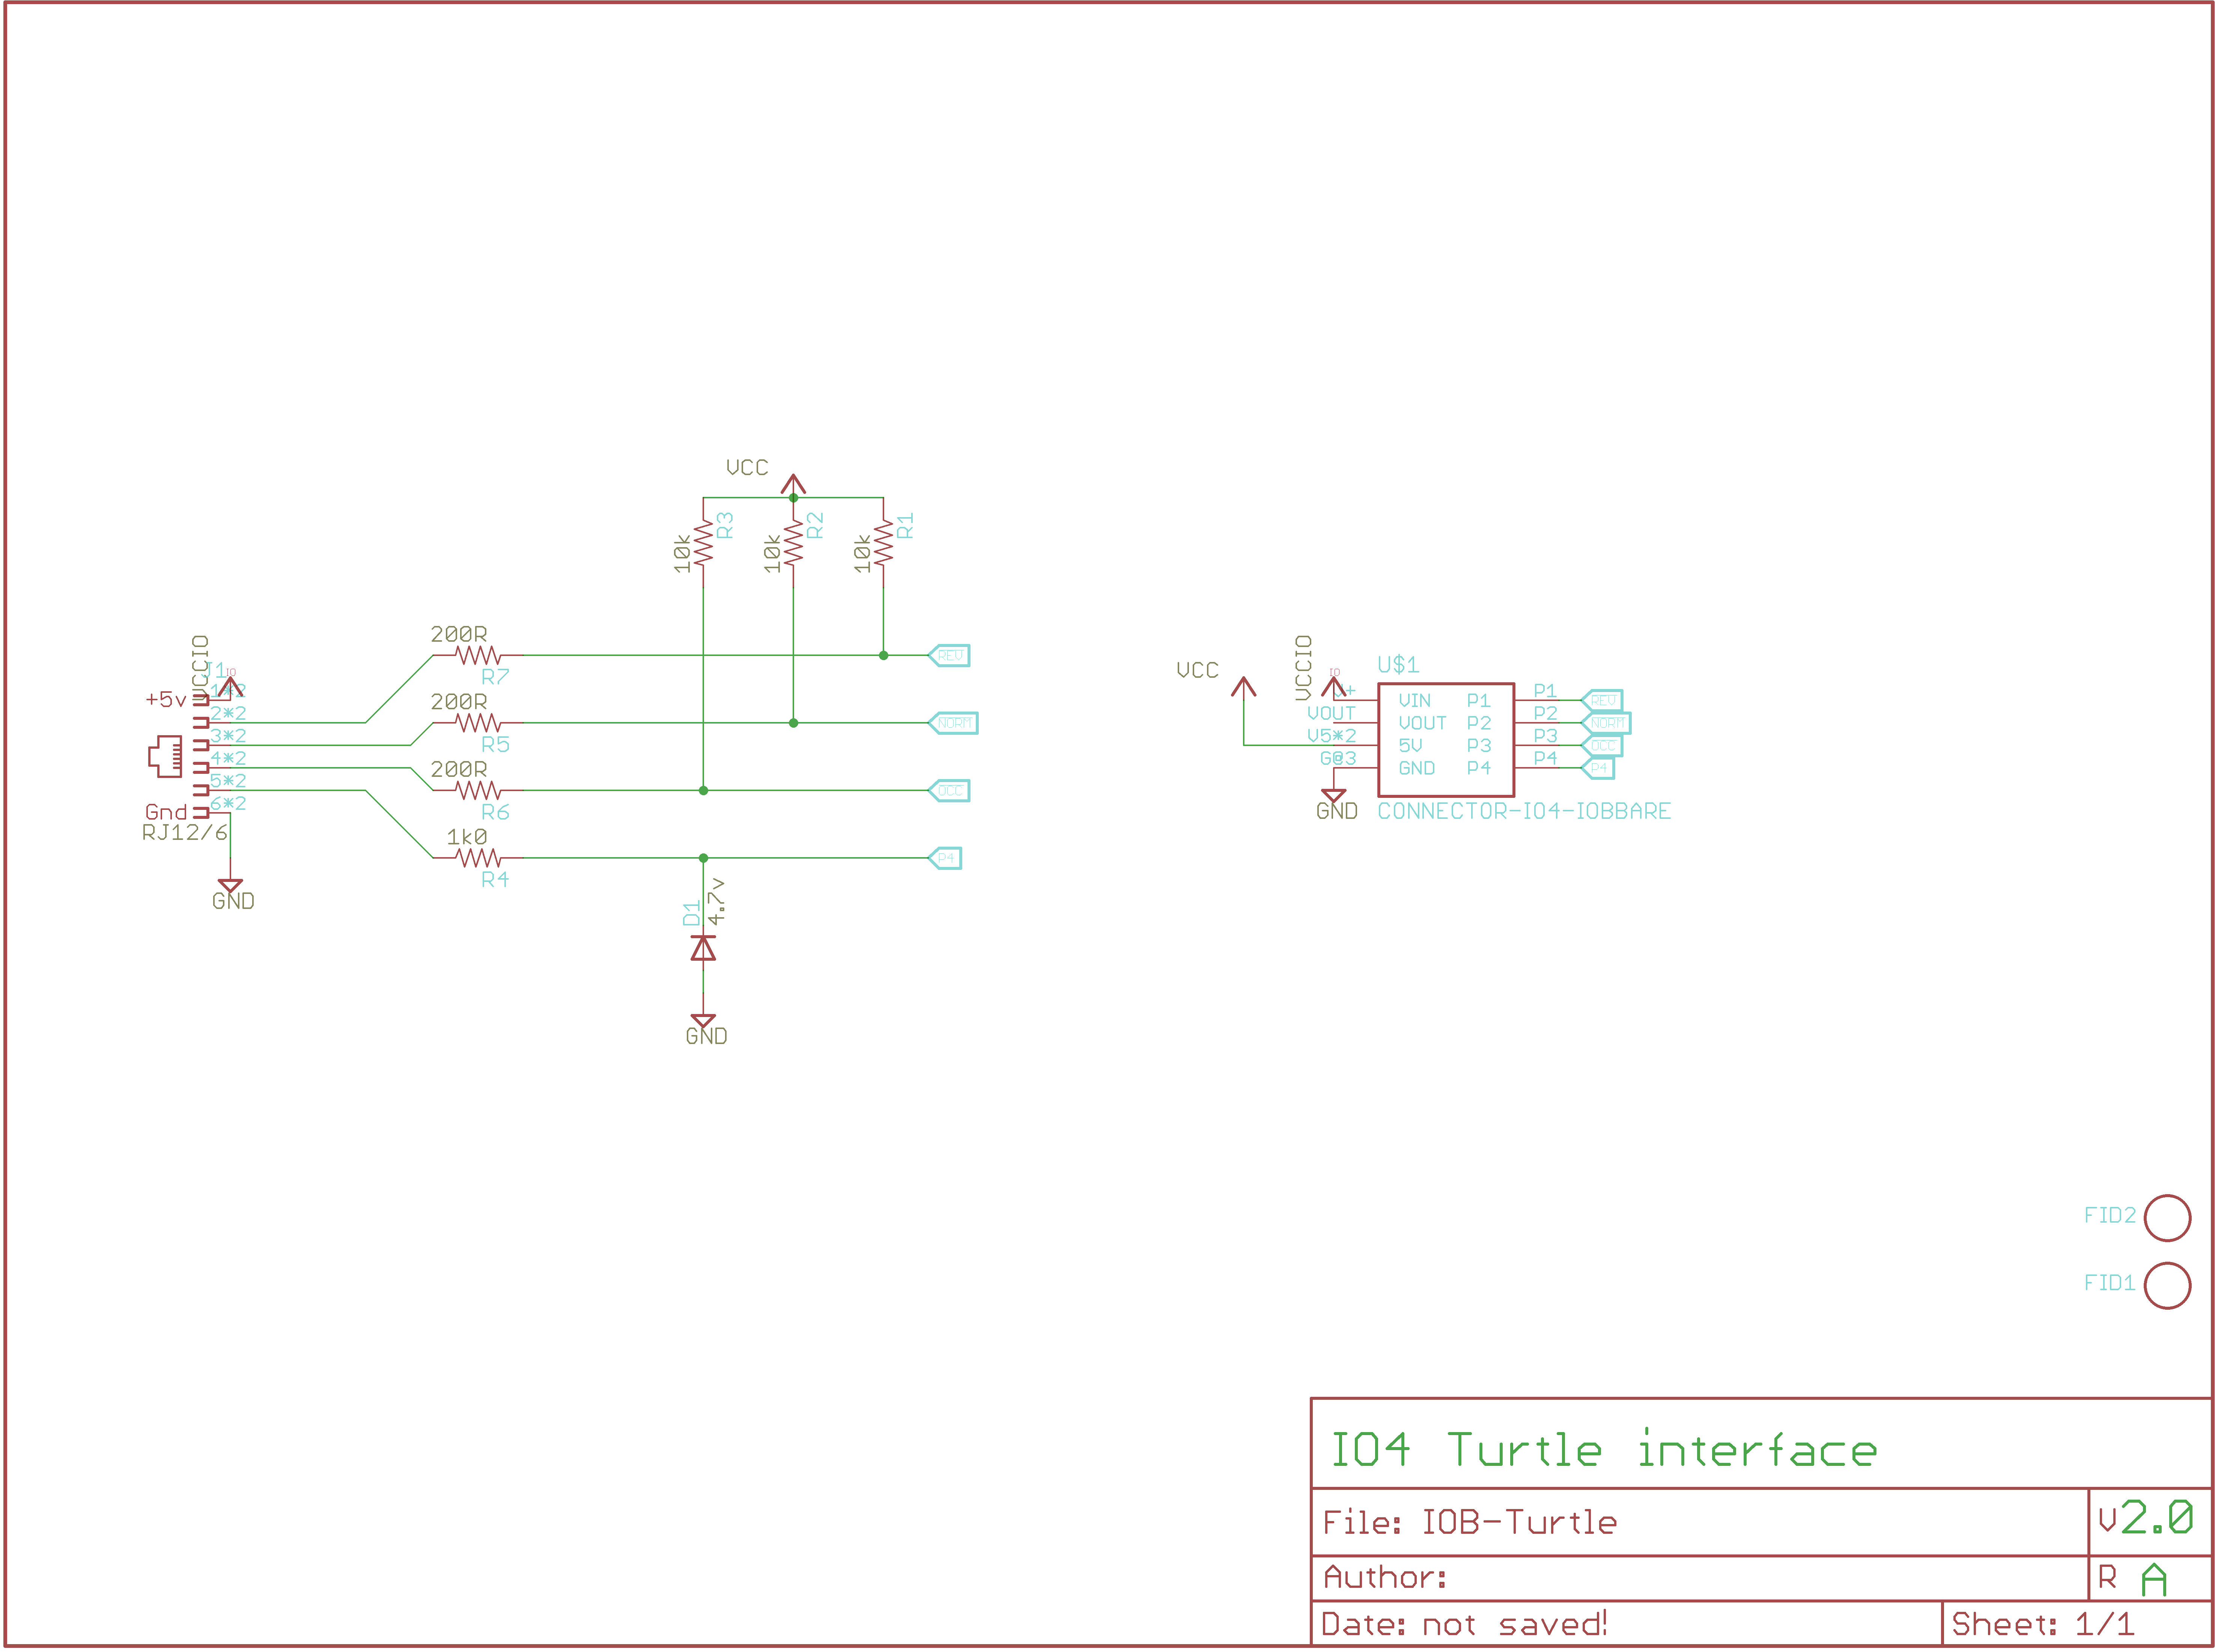 VCC
R3
R2
R1
10k
10k
10k
200R
R7
REV
VCCIO
J1
IO
+5v
1*2
2*2
3*2
4*2
5*2
6*2
Gnd
RJ12/6
GND
200R
R5
NORM
200R
R6
OCC
1k0
R4
P4
D1
4.7v
GND
VCC
VCCIO
IO
U$1
VIN P1 P1 REV
VOUT VOUT P2 P2 NORM
V5*2 5V P3 P3 OCC
GND P4 P4 P4
GND
CONNECTOR-IO4-IOBBARE
FID2
FID1
IO4 Turtle interface
File: IOB-Turtle V2.0
Author: R A
Date: not saved! Sheet: 1/1